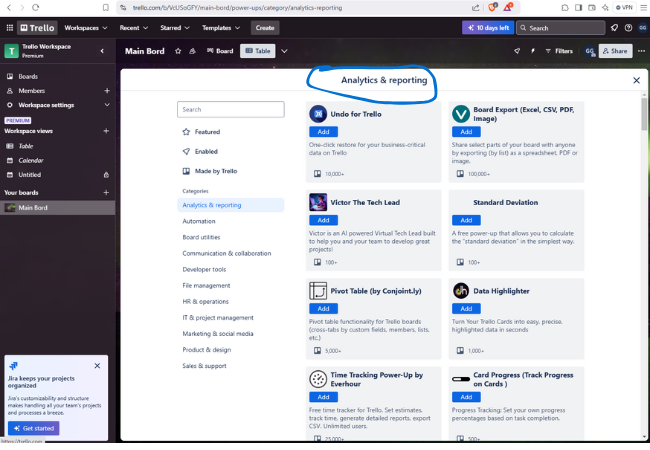 trello.com/b/VcUSoGFY/main-bord/power-ups/category/analytics-reporting
VPN
Trello
Workspaces
Recent
Starred
Templates
Create
10 days left
Search
GG
T
Trello Workspace
Premium
Main Bord
Board
Table
Filters
GG
Share
Boards
Members
Workspace settings
PREMIUM
Workspace views
Table
Calendar
Untitled
Your boards
Main Bord
Jira keeps your projects
organized
Jira's customizability and structure
makes handling all your team's projects
and processes a breeze.
Get started
https://trello.com
Analytics & reporting
Search
Featured
Enabled
Made by Trello
Categories
Analytics & reporting
Automation
Board utilities
Communication & collaboration
Developer tools
File management
HR & operations
IT & project management
Marketing & social media
Product & design
Sales & support
Undo for Trello
Add
One-click restore for your business-critical
data on Trello
10,000+
Board Export (Excel, CSV, PDF,
Image)
Add
Share select parts of your board with anyone
by exporting (by list) as a spreadsheet, PDF or
image.
100,000+
Victor The Tech Lead
Add
Victor is an AI powered Virtual Tech Lead built
to help you and your team to develop great
projects!
100+
Standard Deviation
Add
A free power-up that allows you to calculate
the "standard deviation" in the simplest way.
100+
Pivot Table (by Conjoint.ly)
Add
Pivot table functionality for Trello boards
(cross-tabs by custom fields, members, lists,
etc.)
5,000+
Data Highlighter
Add
Turn Your Trello Cards into easy, precise,
highlighted data in seconds
1,000+
Time Tracking Power-Up by
Everhour
Add
Free time tracker for Trello. Set estimates,
track time, generate detailed reports, export
CSV. Unlimited users.
25,000+
Card Progress (Track Progress
on Cards )
Add
Progress Tracking: Set your own progress
percentages based on task completion.
500+